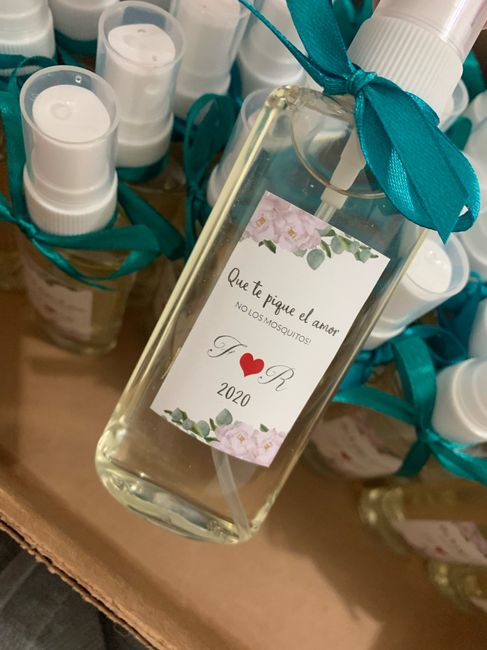 Que te pique el amor
NO LOS MOSQUITOS!
F ❤ R
2020